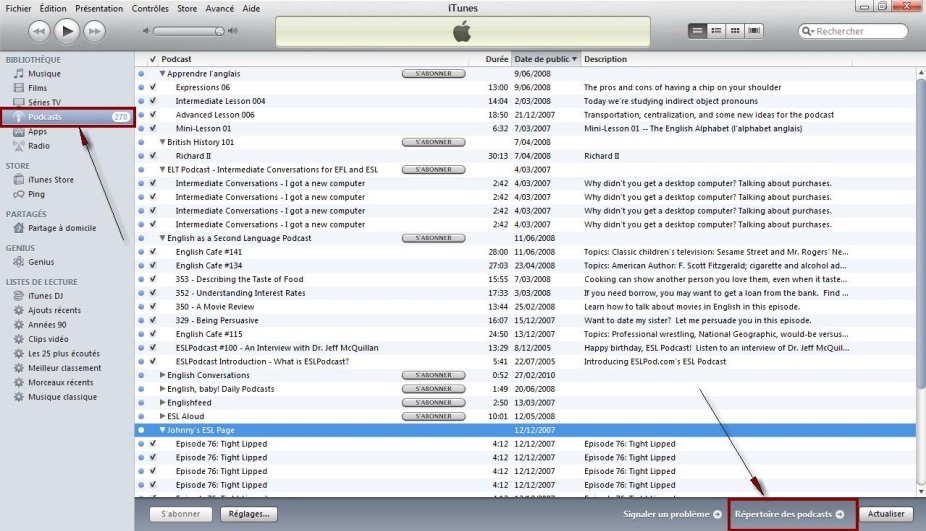 Fichier Édition Présentation Contrôles Store Avancé Aide iTunes
Rechercher
BIBLIOTHÈQUE
Musique
Films
Séries TV
Podcasts 278
Apps
Radio
STORE
iTunes Store
Ping
PARTAGÉS
Partage à domicile
GENIUS
Genius
LISTES DE LECTURE
iTunes DJ
Ajouts récents
Années 90
Clips vidéo
Les 25 plus écoutés
Meilleur classement
Morceaux récents
Musique classique
Podcast Durée Date de public Description
Apprendre l'anglais S'ABONNER 9/06/2008
Expressions 06 13:00 9/06/2008 The pros and cons of having a chip on your shoulder
Intermediate Lesson 004 14:04 2/03/2008 Today we're studying indirect object pronouns
Advanced Lesson 006 18:50 21/12/2007 Transportation, centralization, and some new ideas for the podcast
Mini-Lesson 01 6:32 7/03/2007 Mini-Lesson 01 -- The English Alphabet (l'alphabet anglais)
British History 101 S'ABONNER 7/04/2008
Richard II 30:13 7/04/2008 Richard II
ELT Podcast - Intermediate Conversations for EFL and ESL S'ABONNER 4/03/2007
Intermediate Conversations - I got a new computer 2:42 4/03/2007 Why didn't you get a desktop computer? Talking about purchases.
Intermediate Conversations - I got a new computer 2:42 4/03/2007 Why didn't you get a desktop computer? Talking about purchases.
Intermediate Conversations - I got a new computer 2:42 4/03/2007 Why didn't you get a desktop computer? Talking about purchases.
Intermediate Conversations - I got a new computer 2:42 4/03/2007 Why didn't you get a desktop computer? Talking about purchases.
English as a Second Language Podcast S'ABONNER 11/06/2008
English Cafe #141 28:00 11/06/2008 Topics: Classic children's television: Sesame Street and Mr. Rogers' Ne...
English Cafe #134 27:03 23/04/2008 Topics: American Author: F. Scott Fitzgerald; cigarette and alcohol ad...
353 - Describing the Taste of Food 15:55 7/03/2008 Cooking can show another person you love them, even when it taste...
352 - Understanding Interest Rates 17:33 3/03/2008 If you need borrow, you may want to get a loan from the bank. Find ...
350 - A Movie Review 13:44 25/02/2008 Learn how to talk about movies in English in this episode.
329 - Being Persuasive 16:07 15/12/2007 Want to date my sister? Let me persuade you in this episode.
English Cafe #115 24:50 13/12/2007 Topics: Professional wrestling, National Geographic, would-be versus...
ESLPodcast #100 - An Interview with Dr. Jeff McQuillan 13:29 8/12/2005 Happy birthday, ESL Podcast! Listen to an interview of Dr. Jeff McQuil...
ESLPodcast Introduction - What is ESLPodcast? 5:41 22/07/2005 Introducing ESLPod.com's ESL Podcast
English Conversations S'ABONNER 0:52 27/02/2010
English, baby! Daily Podcasts S'ABONNER 1:49 20/06/2008
Englishfeed S'ABONNER 2:50 13/03/2007
ESL Aloud S'ABONNER 10:01 12/05/2008
Johnny's ESL Page 12/12/2007
Episode 76: Tight Lipped 4:12 12/12/2007 Episode 76: Tight Lipped
Episode 76: Tight Lipped 4:12 12/12/2007 Episode 76: Tight Lipped
Episode 76: Tight Lipped 4:12 12/12/2007 Episode 76: Tight Lipped
Episode 76: Tight Lipped 4:12 12/12/2007 Episode 76: Tight Lipped
S'abonner Réglages... Signaler un problème Répertoire des podcasts Actualiser